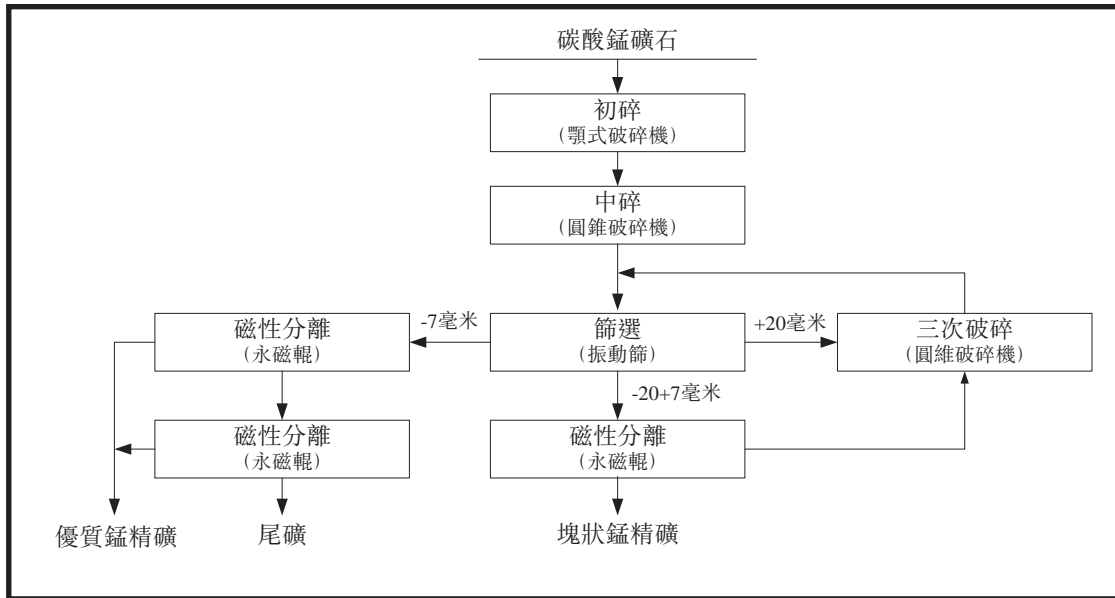 碳酸錳礦石
初碎
（顎式破碎機）
中碎
（圓錐破碎機）
磁性分離
（永磁輥）
-7毫米
篩選
（振動篩）
+20毫米
三次破碎
（圓維破碎機）
-20+7毫米
磁性分離
（永磁輥）
磁性分離
（永磁輥）
優質錳精礦
尾礦
塊狀錳精礦